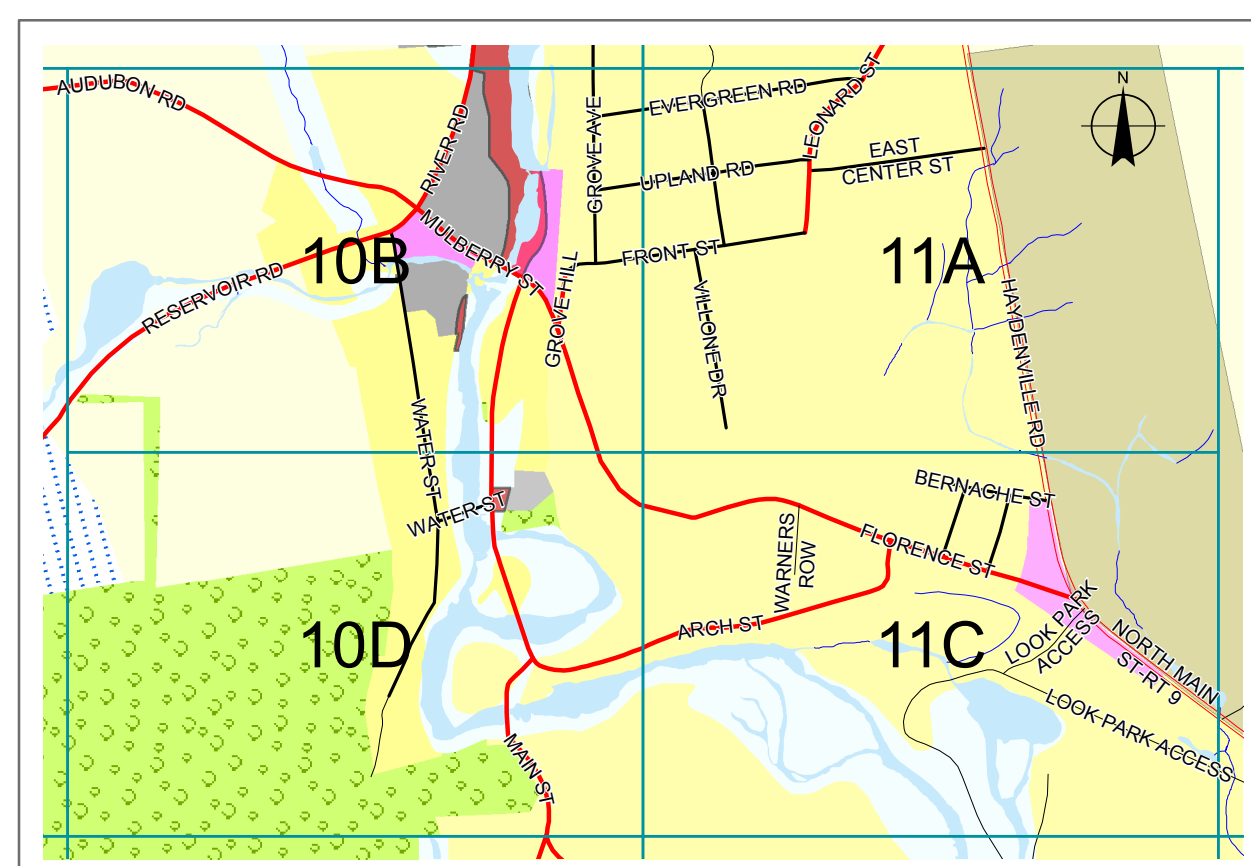 N
AUDUBON RD
RIVER RD
GROVE AVE
EVERGREEN RD
LEONARD ST
EAST
CENTER ST
UPLAND RD
MULBERRY ST
FRONT ST
10B
11A
RESERVOIR RD
GROVE HILL
VILLONE DR
HAYDENVILLE RD
WATER ST
WATER ST
BERNACHE ST
WARNERS
ROW
FLORENCE ST
10D
ARCH ST
11C
LOOK PARK
ACCESS
NORTH MAIN
ST-RT 9
LOOK PARK ACCESS
MAIN ST